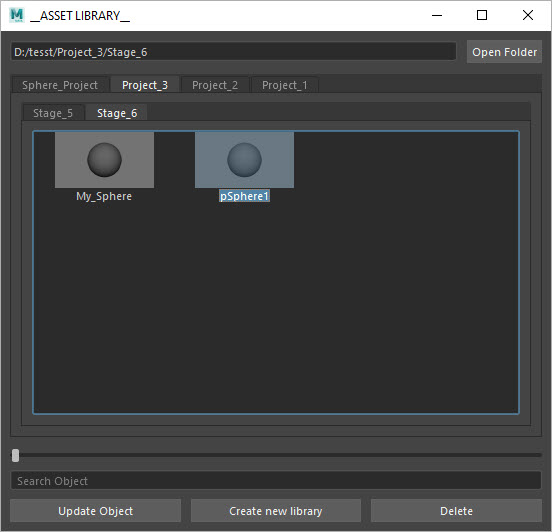 __ASSET LIBRARY__
D:/tesst/Project_3/Stage_6
Open Folder
Sphere_Project Project_3 Project_2 Project_1
Stage_5 Stage_6
My_Sphere pSphere1
Search Object
Update Object Create new library Delete